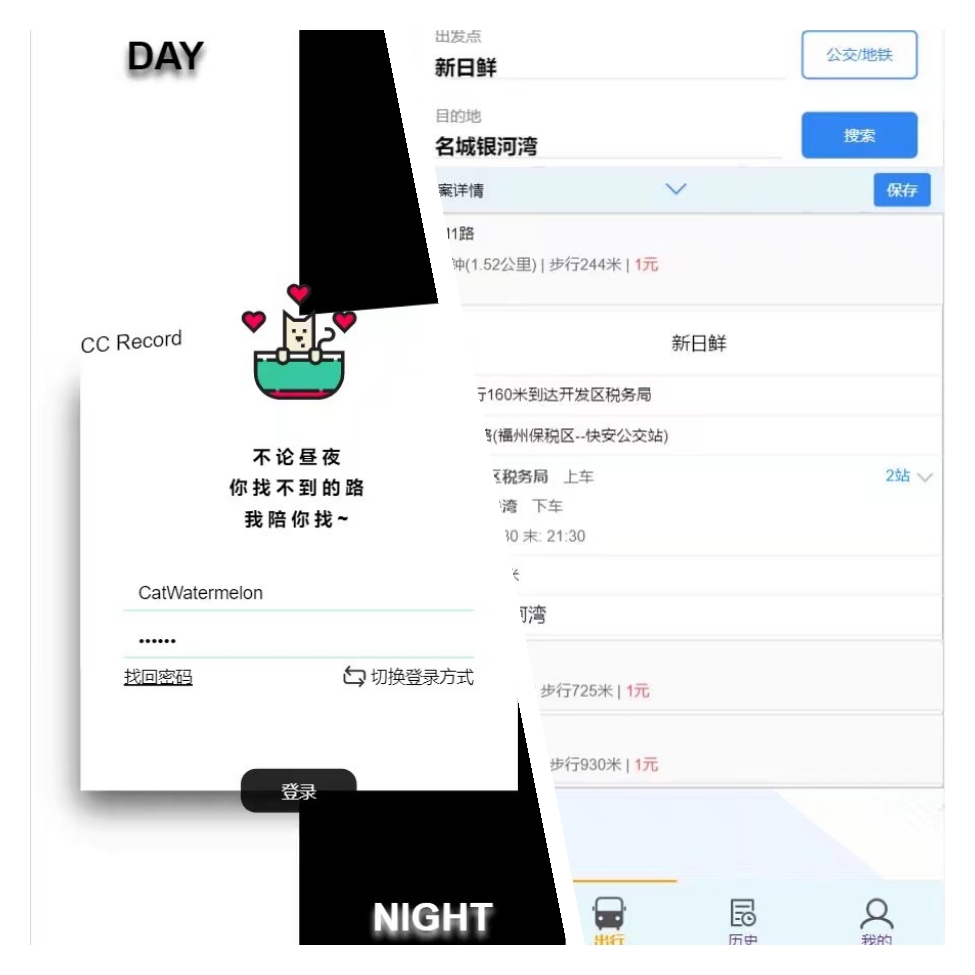 DAY
CC Record
不论昼夜
你找不到的路
我陪你找~
CatWatermelon
••••••
找回密码
切换登录方式
登录
NIGHT
出发点
新日鲜
公交/地铁
目的地
名城银河湾
搜索
案详情
保存
11路
钟(1.52公里) | 步行244米 | 1元
新日鲜
行160米到达开发区税务局
路(福州保税区--快安公交站)
区税务局 上车
2站
湾 下车
30 末: 21:30
米
河湾
步行725米 | 1元
步行930米 | 1元
出行
历史
我的